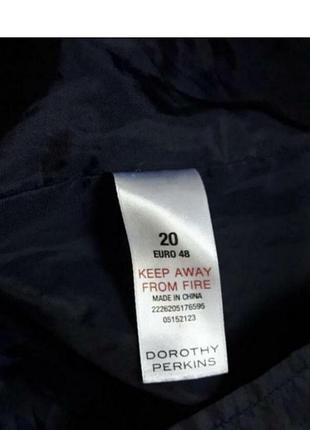 20
EURO 48
KEEP AWAY
FROM FIRE
MADE IN CHINA
2226205176595
05152123
DOROTHY
PERKINS